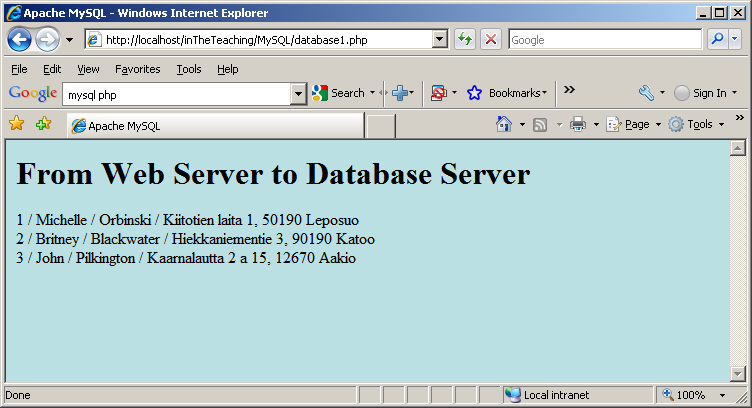 Apache MySQL - Windows Internet Explorer
http://localhost/inTheTeaching/MySQL/database1.php
Google
File Edit View Favorites Tools Help
Google mysql php Search Bookmarks Sign In
Apache MySQL Page Tools
From Web Server to Database Server
1 / Michelle / Orbinski / Kiitotien laita 1, 50190 Leposuo
2 / Britney / Blackwater / Hiekkaniementie 3, 90190 Katoo
3 / John / Pilkington / Kaarnalautta 2 a 15, 12670 Aakio
Done Local intranet 100%